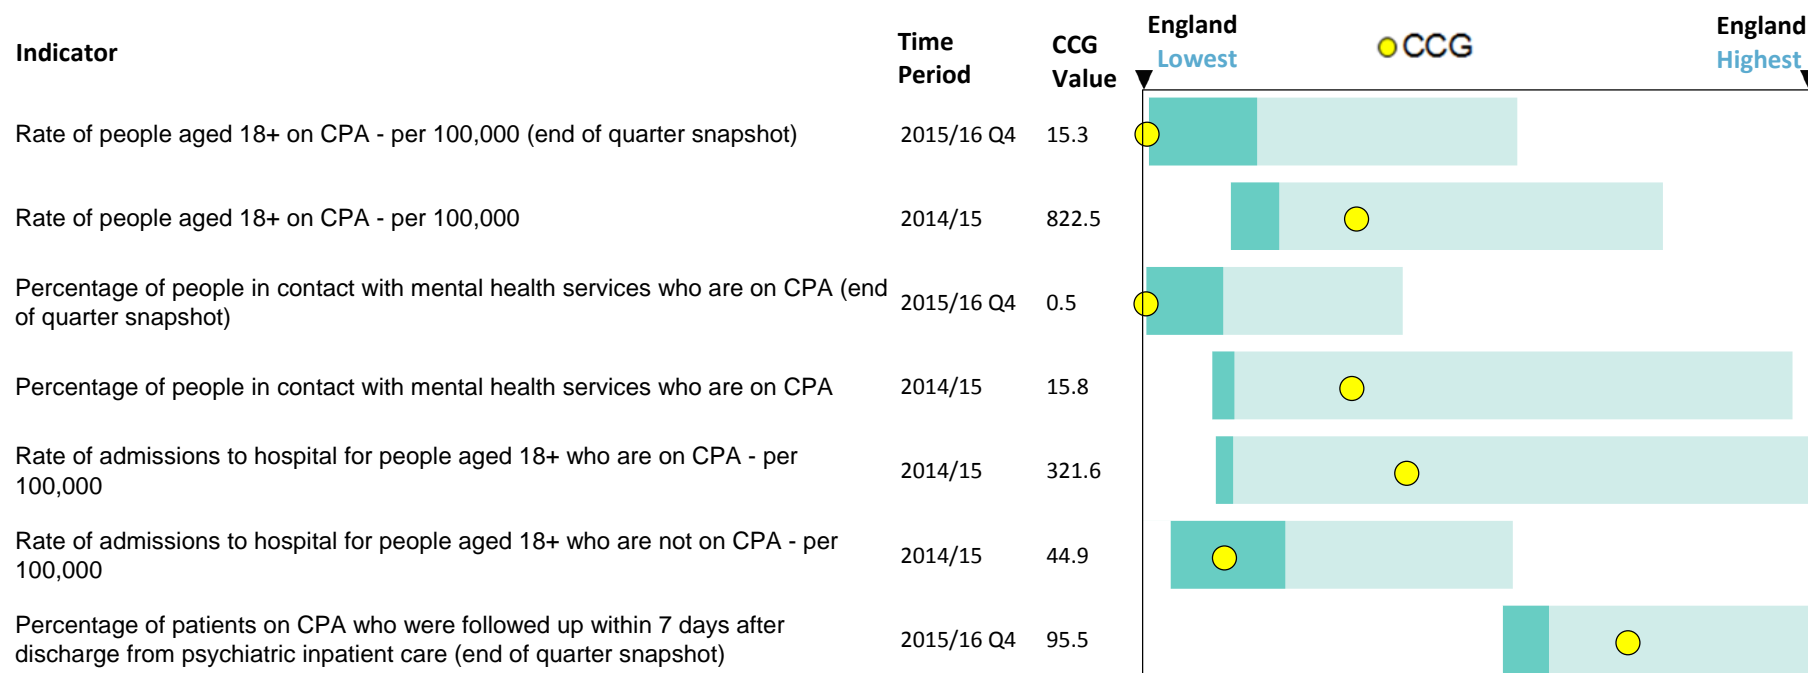 Indicator
Time
Period
CCG
Value
England
Lowest
CCG
England
Highest
Rate of people aged 18+ on CPA - per 100,000 (end of quarter snapshot) 2015/16 Q4 15.3
Rate of people aged 18+ on CPA - per 100,000 2014/15 822.5
Percentage of people in contact with mental health services who are on CPA (end
of quarter snapshot) 2015/16 Q4 0.5
Percentage of people in contact with mental health services who are on CPA 2014/15 15.8
Rate of admissions to hospital for people aged 18+ who are on CPA - per
100,000 2014/15 321.6
Rate of admissions to hospital for people aged 18+ who are not on CPA - per
100,000 2014/15 44.9
Percentage of patients on CPA who were followed up within 7 days after
discharge from psychiatric inpatient care (end of quarter snapshot) 2015/16 Q4 95.5